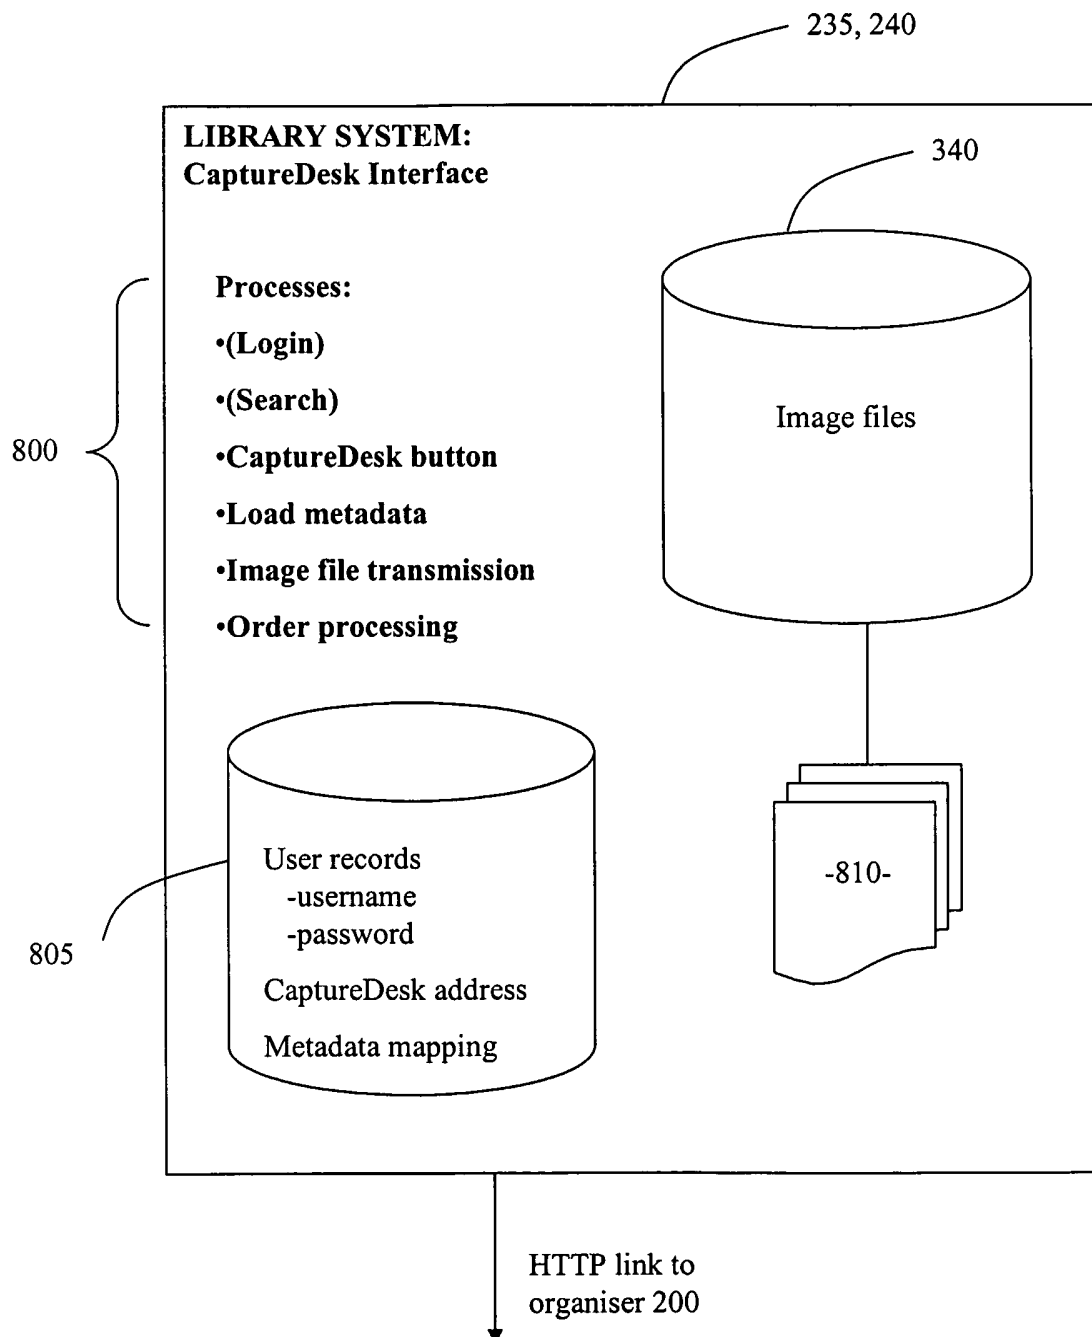 235, 240
LIBRARY SYSTEM:
CaptureDesk Interface
340
Processes:
•(Login)
•(Search)
•CaptureDesk button
•Load metadata
•Image file transmission
•Order processing
800
Image files
User records
-username
-password
CaptureDesk address
Metadata mapping
805
-810-
HTTP link to
organiser 200